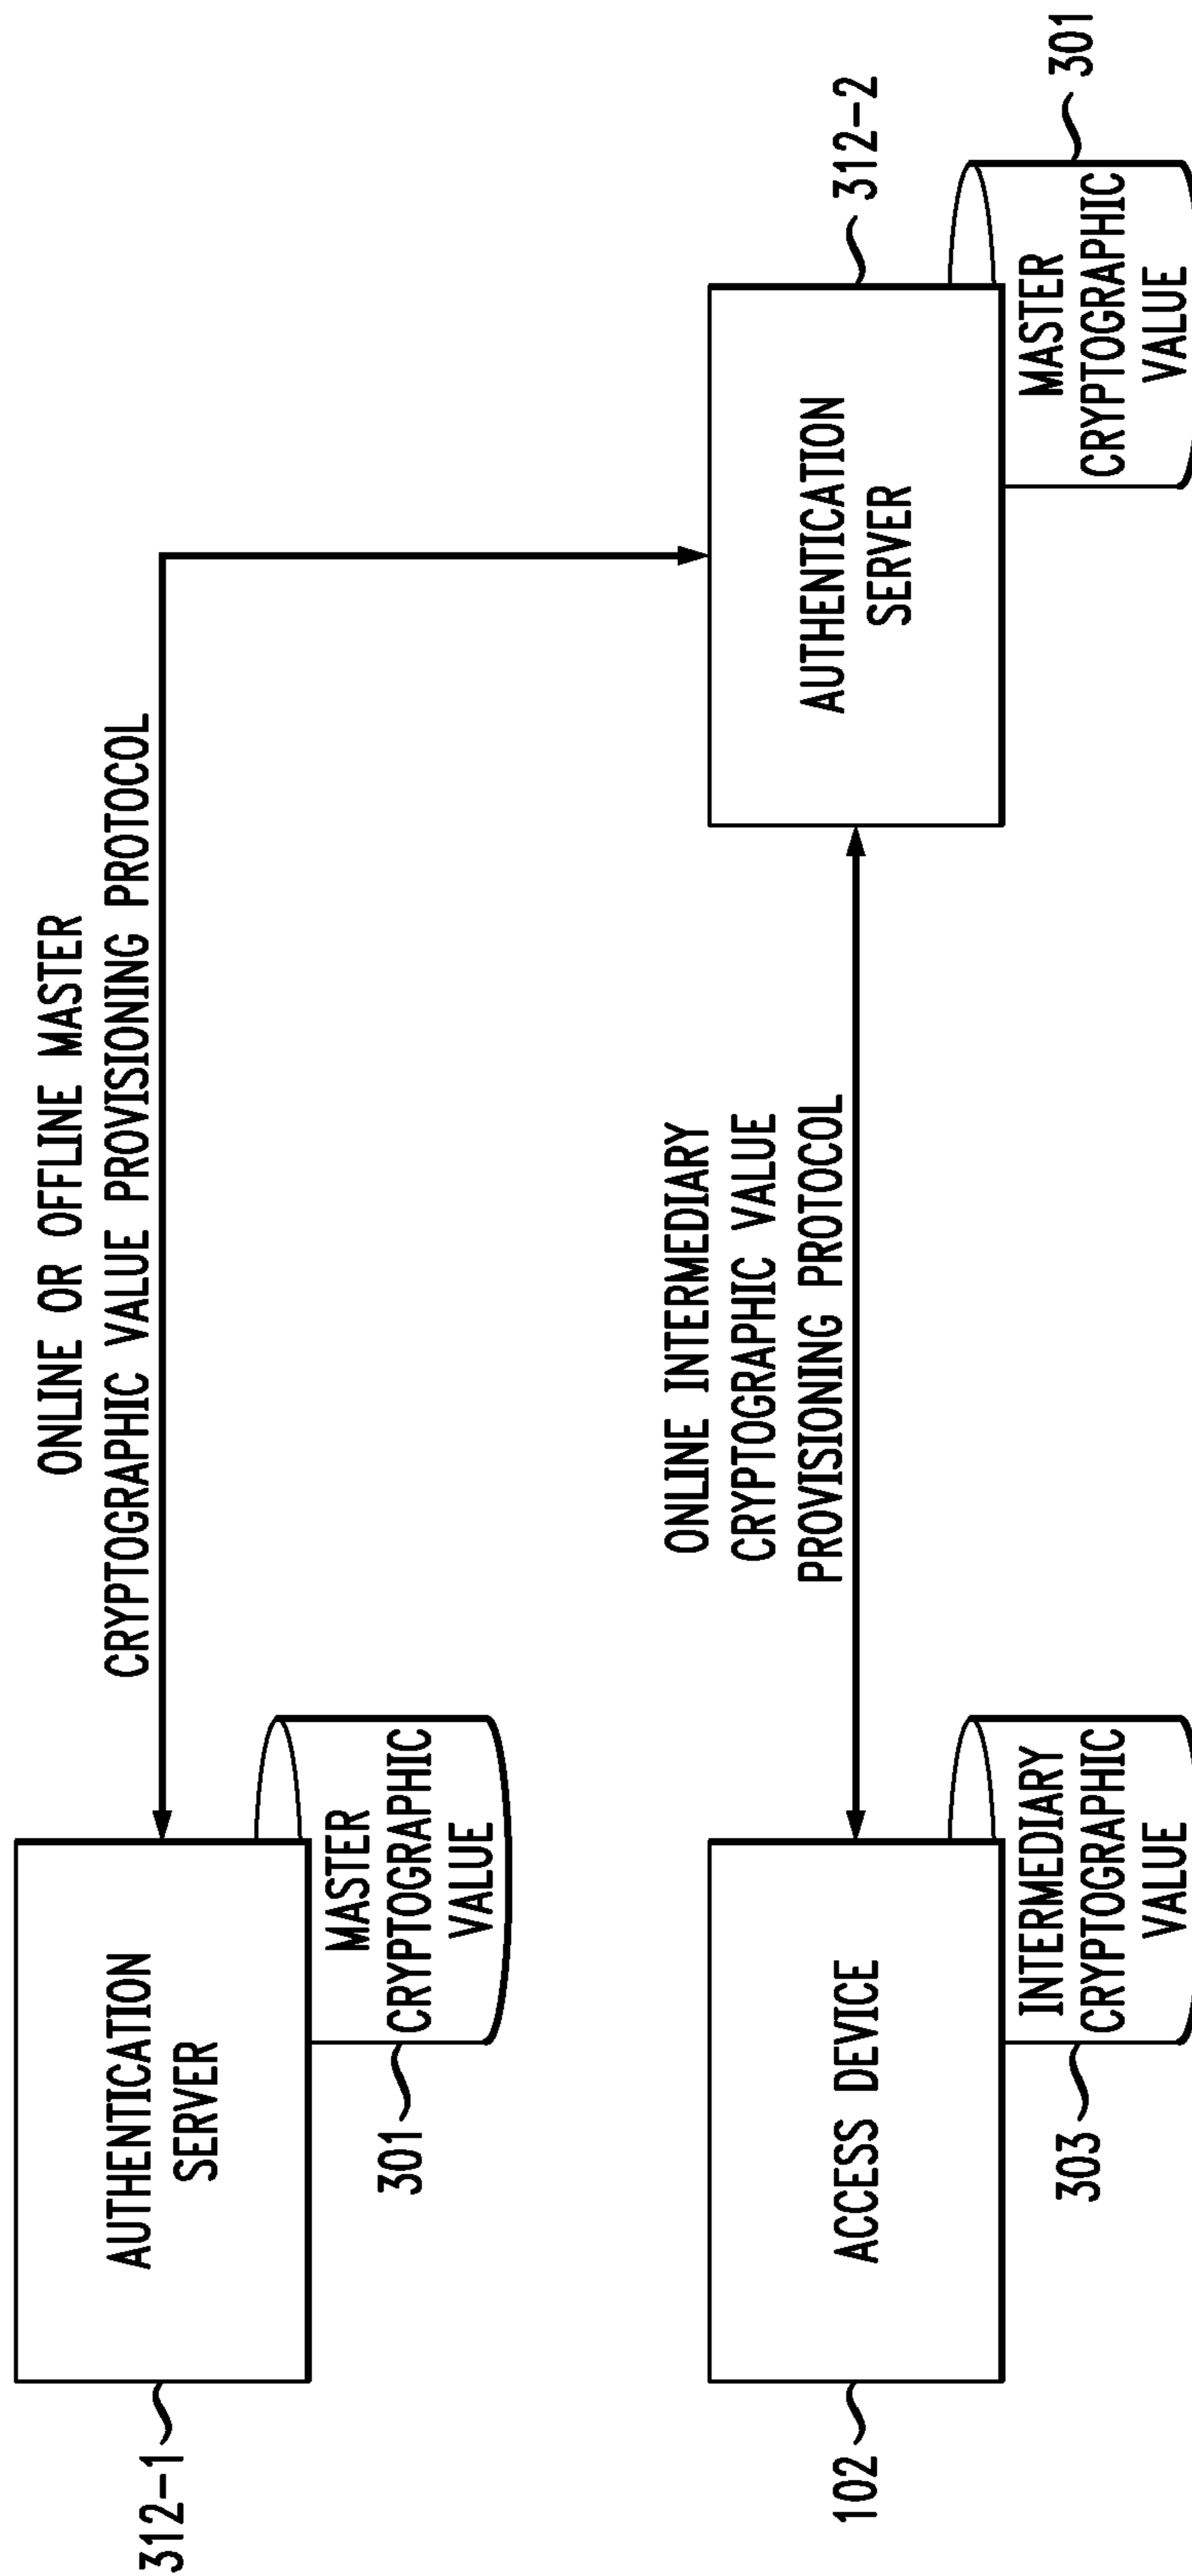 ONLINE OR OFFLINE MASTER
CRYPTOGRAPHIC VALUE PROVISIONING PROTOCOL
312-1
AUTHENTICATION
SERVER
301
MASTER
CRYPTOGRAPHIC
VALUE
ONLINE INTERMEDIARY
CRYPTOGRAPHIC VALUE
PROVISIONING PROTOCOL
102
ACCESS DEVICE
303
INTERMEDIARY
CRYPTOGRAPHIC
VALUE
AUTHENTICATION
SERVER
312-2
MASTER
CRYPTOGRAPHIC
VALUE
301